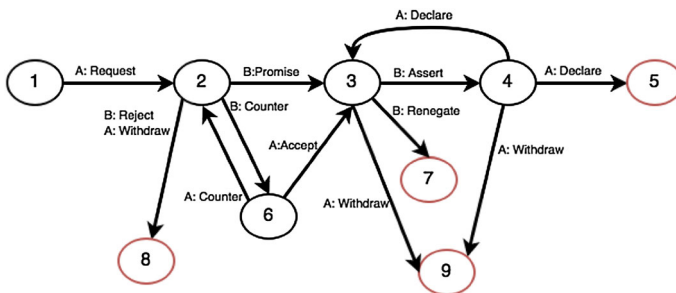 A: Declare
1
A: Request
2
B:Promise
3
B: Assert
4
A: Declare
5
B: Reject
A: Withdraw
B: Counter
B: Renegate
A:Accept
A: Withdraw
7
A: Counter
6
A: Withdraw
8
9